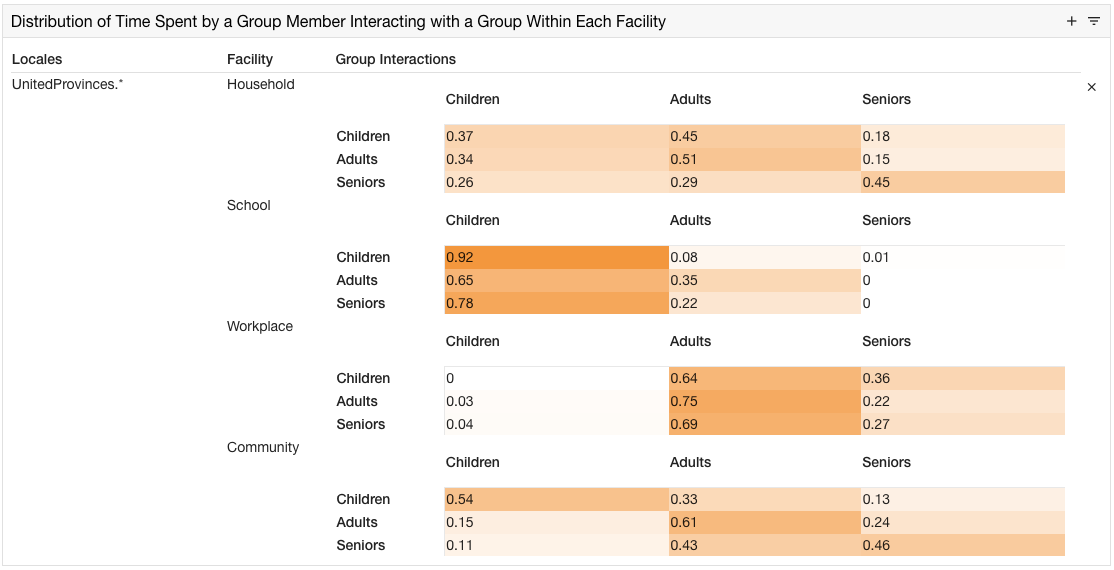 Distribution of Time Spent by a Group Member Interacting with a Group Within Each Facility + 
Locales Facility Group Interactions
UnitedProvinces.* Household ×
Children Adults Seniors
Children 0.37 0.45 0.18
Adults 0.34 0.51 0.15
Seniors 0.26 0.29 0.45
School
Children Adults Seniors
Children 0.92 0.08 0.01
Adults 0.65 0.35 0
Seniors 0.78 0.22 0
Workplace
Children Adults Seniors
Children 0 0.64 0.36
Adults 0.03 0.75 0.22
Seniors 0.04 0.69 0.27
Community
Children Adults Seniors
Children 0.54 0.33 0.13
Adults 0.15 0.61 0.24
Seniors 0.11 0.43 0.46